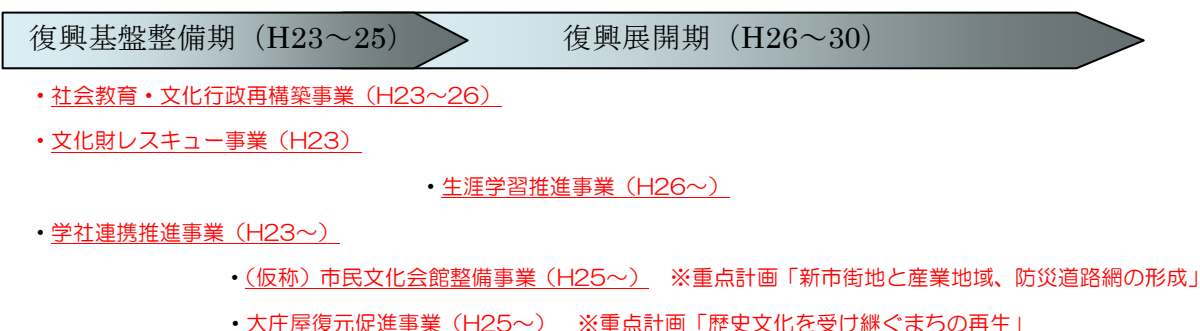 復興基盤整備期（H23～25） 復興展開期（H26～30）
・社会教育・文化行政再構築事業（H23～26）
・文化財レスキュー事業（H23）
・生涯学習推進事業（H26～）
・学社連携推進事業（H23～）
・（仮称）市民文化会館整備事業（H25～） ※重点計画「新市街地と産業地域、防災道路網の形成」
・大庄屋復元促進事業（H25～） ※重点計画「歴史文化を受け継ぐまちの再生」